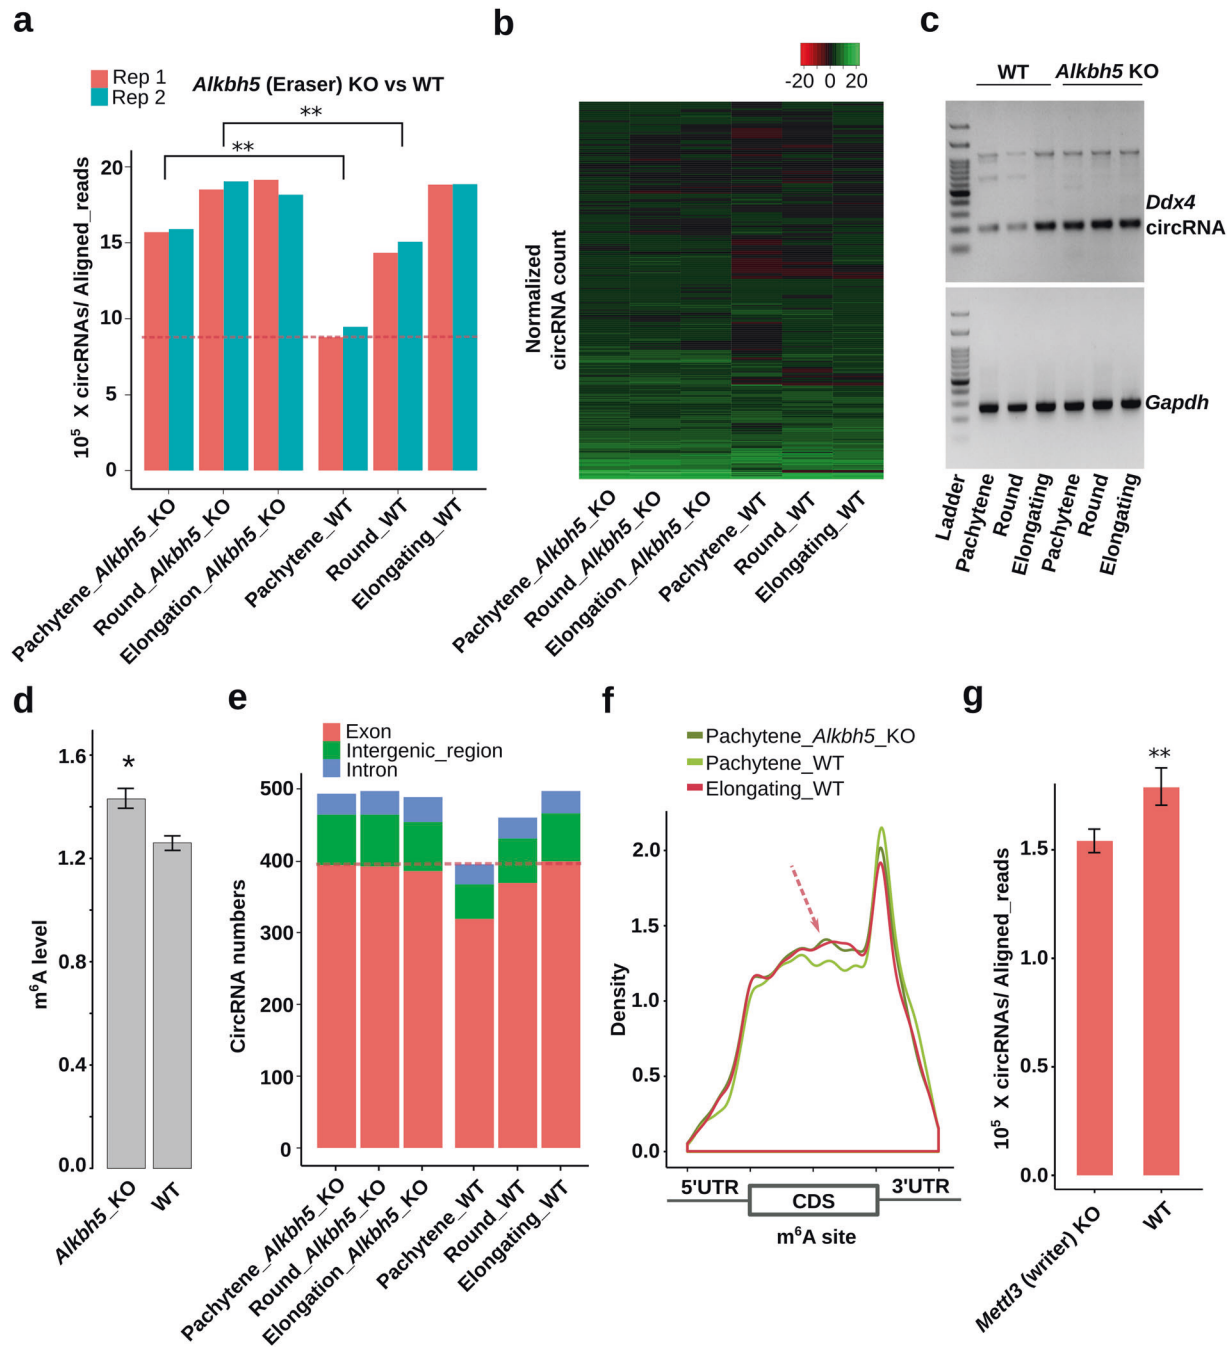 a
Rep 1
Rep 2
Alkbh5 (Eraser) KO vs WT
**
**
10⁵ X circRNAs/ Aligned_reads
20
15
10
5
0
Pachytene_Alkbh5_KO
Round_Alkbh5_KO
Elongation_Alkbh5_KO
Pachytene_WT
Round_WT
Elongating_WT
b
-20 0 20
Normalized
circRNA count
Pachytene_Alkbh5_KO
Round_Alkbh5_KO
Elongation_Alkbh5_KO
Pachytene_WT
Round_WT
Elongating_WT
c
WT
Alkbh5 KO
Ddx4
circRNA
Gapdh
Ladder
Pachytene
Round
Elongating
Pachytene
Round
Elongating
d
m⁶A level
1.6
1.2
0.8
0.4
0.0
*
Alkbh5_KO
WT
e
Exon
Intergenic_region
Intron
CircRNA numbers
500
400
300
200
100
0
Pachytene_Alkbh5_KO
Round_Alkbh5_KO
Elongation_Alkbh5_KO
Pachytene_WT
Round_WT
Elongating_WT
f
Pachytene_Alkbh5_KO
Pachytene_WT
Elongating_WT
Density
2.0
1.5
1.0
0.5
0.0
5'UTR
CDS
3'UTR
m⁶A site
g
**
10⁵ X circRNAs/ Aligned_reads
1.5
1.0
0.5
0.0
Mettl3 (writer) KO
WT